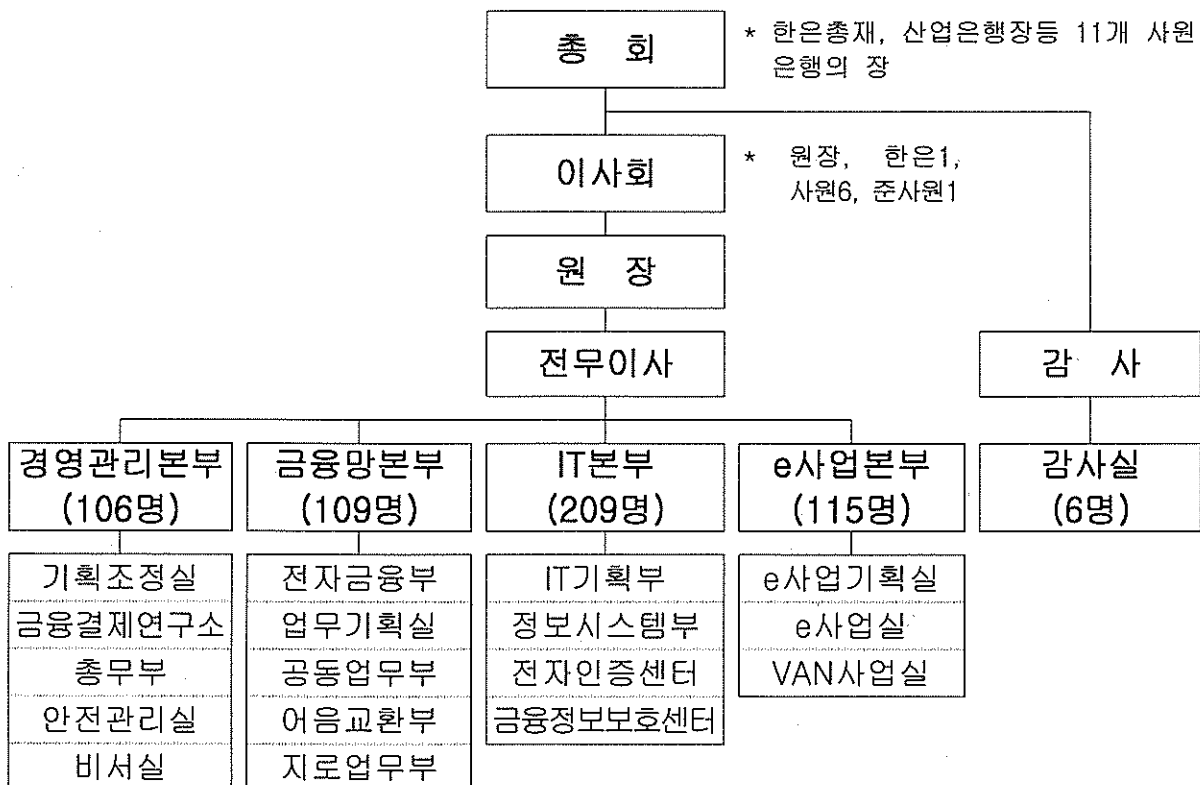 총 회
* 한은총재, 산업은행장등 11개 사원
은행의 장
이사회
* 원장, 한은1,
사원6, 준사원1
원 장
전무이사
감 사
경영관리본부
(106명)
금융망본부
(109명)
IT본부
(209명)
e사업본부
(115명)
감사실
(6명)
기획조정실
금융결제연구소
총무부
안전관리실
비서실
전자금융부
업무기획실
공동업무부
어음교환부
지로업무부
IT기획부
정보시스템부
전자인증센터
금융정보보호센터
e사업기획실
e사업실
VAN사업실